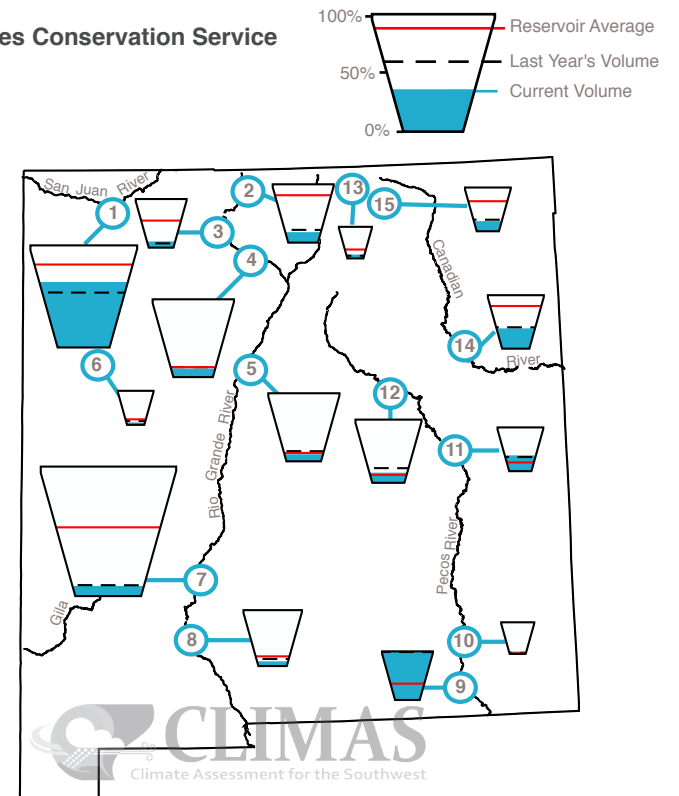 100%
Reservoir Average
es Conservation Service
Last Year's Volume
50%
Current Volume
0%
San Juan River
1
2
3
4
13
15
Canadian
River
14
5
6
12
11
Rio Grande River
Pecos River
7
Gila
8
10
9
CLIMAS
Climate Assessment for the Southwest